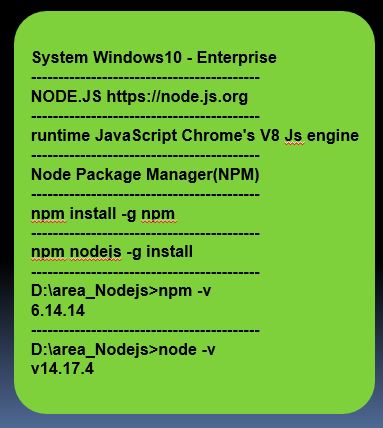 System Windows10 - Enterprise
------------------------------------------
NODE.JS https://node.js.org
------------------------------------------
runtime JavaScript Chrome's V8 Js engine
------------------------------------------
Node Package Manager(NPM)
------------------------------------------
npm install -g npm
------------------------------------------
npm nodejs -g install
------------------------------------------
D:\area_Nodejs>npm -v
6.14.14
------------------------------------------
D:\area_Nodejs>node -v
v14.17.4